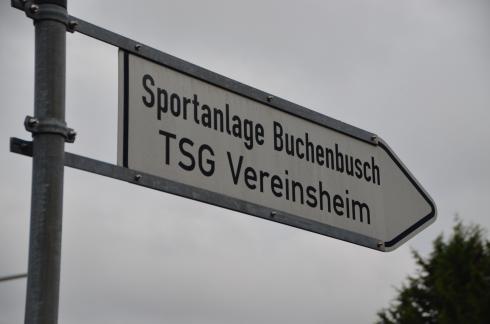 Sportanlage Buchenbusch
TSG Vereinsheim